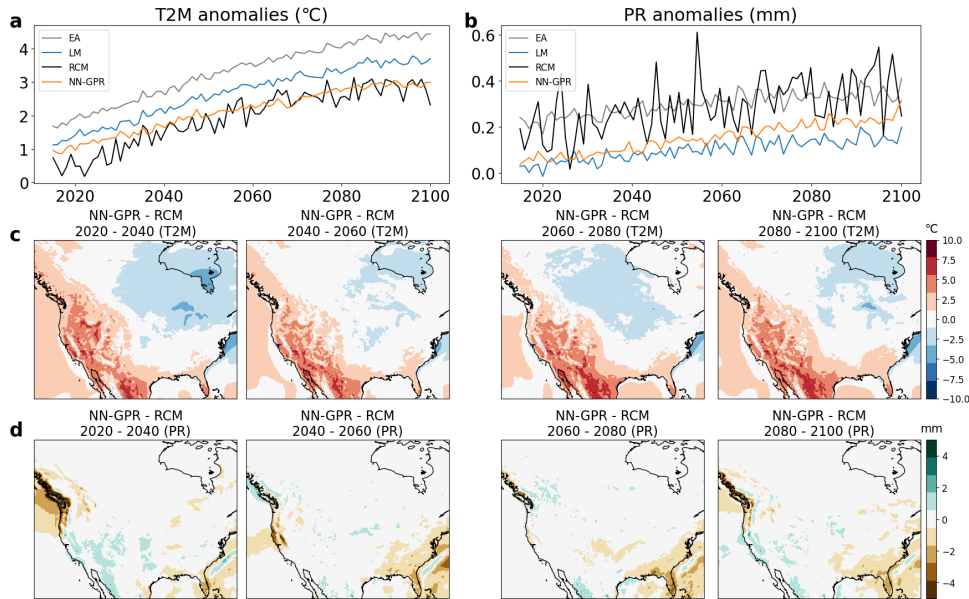 a
T2M anomalies (℃)
EA
LM
RCM
NN-GPR
4
3
2
1
0
2020
2040
2060
2080
2100
b
PR anomalies (mm)
EA
LM
RCM
NN-GPR
0.6
0.4
0.2
0.0
2020
2040
2060
2080
2100
c
NN-GPR - RCM
2020 - 2040 (T2M)
NN-GPR - RCM
2040 - 2060 (T2M)
NN-GPR - RCM
2060 - 2080 (T2M)
NN-GPR - RCM
2080 - 2100 (T2M)
℃
10.0
7.5
5.0
2.5
0.0
−2.5
−5.0
−7.5
−10.0
d
NN-GPR - RCM
2020 - 2040 (PR)
NN-GPR - RCM
2040 - 2060 (PR)
NN-GPR - RCM
2060 - 2080 (PR)
NN-GPR - RCM
2080 - 2100 (PR)
mm
4
2
0
−2
−4